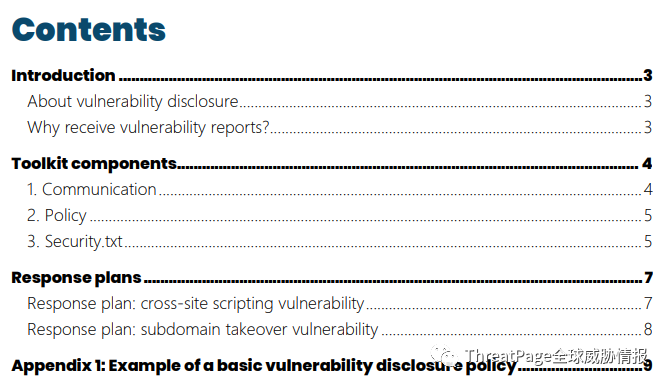 Contents
Introduction 3
About vulnerability disclosure 3
Why receive vulnerability reports? 3
Toolkit components 4
1. Communication 4
2. Policy 5
3. Security.txt 5
Response plans 7
Response plan: cross-site scripting vulnerability 7
Response plan: subdomain takeover vulnerability 8
ThreatPage全球威胁情报
Appendix 1: Example of a basic vulnerability disclosure policy 9